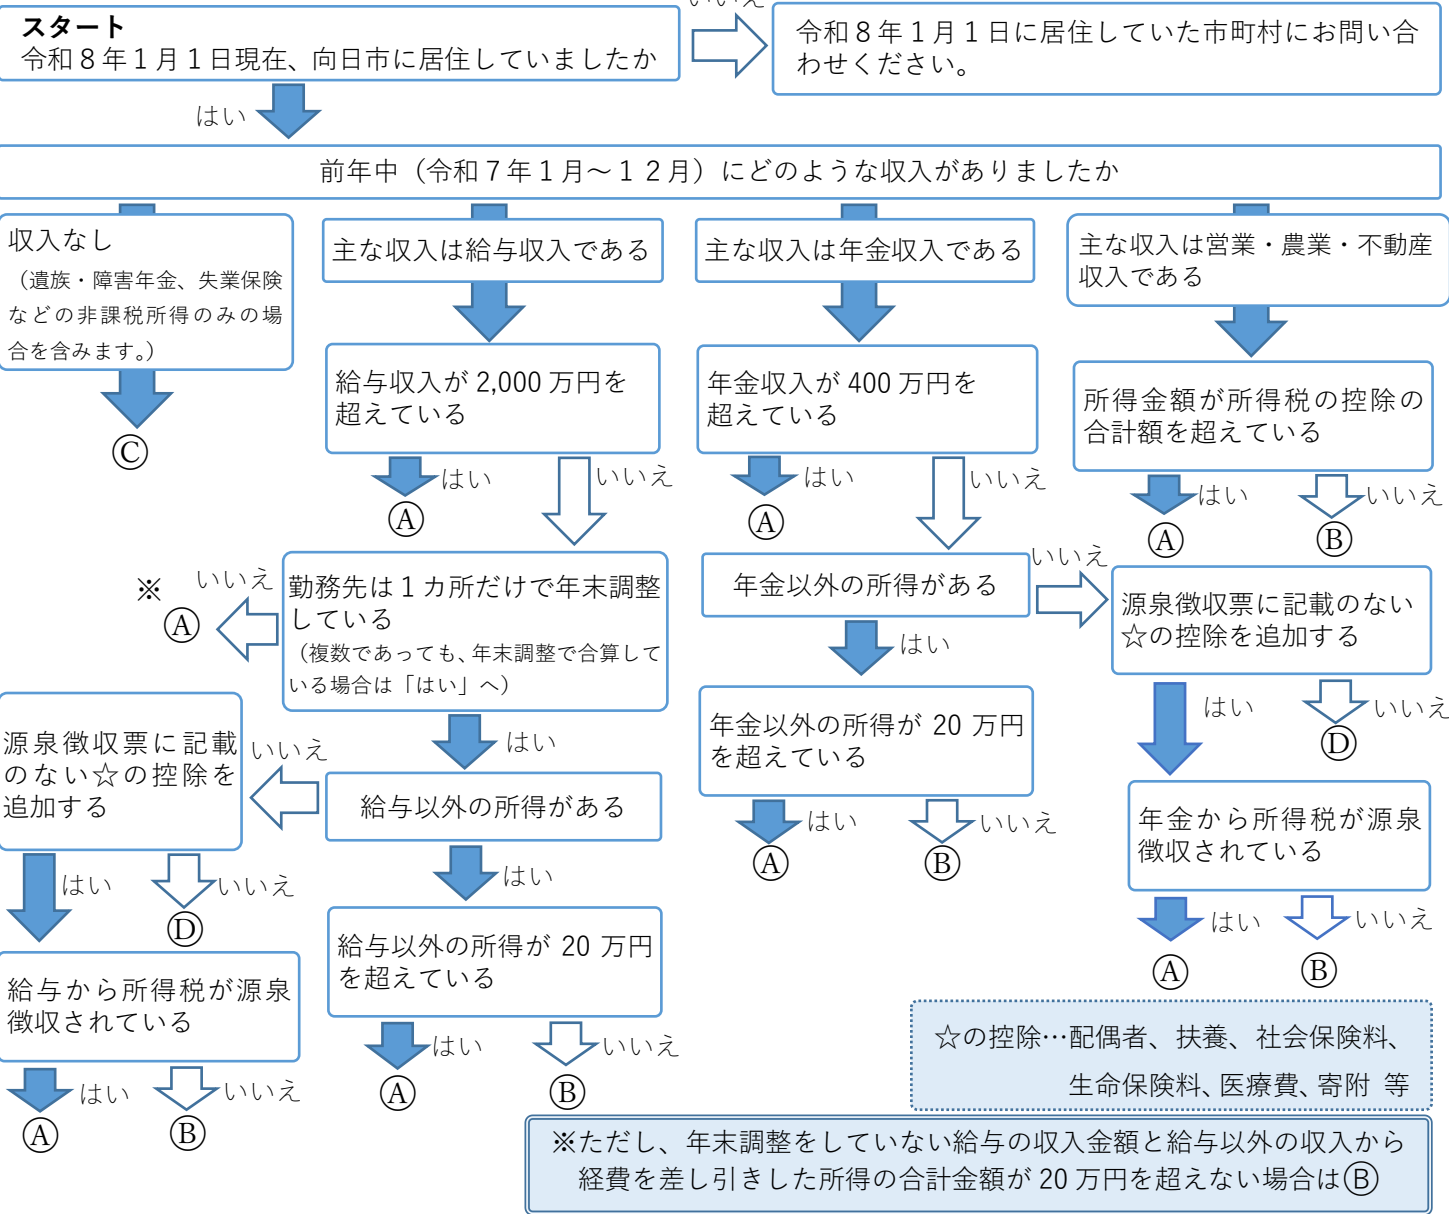 スタート
令和８年１月１日現在、向日市に居住していましたか
いいえ
令和８年１月１日に居住していた市町村にお問い合
わせください。
はい
前年中（令和７年１月～１２月）にどのような収入がありましたか
収入なし
（遺族・障害年金、失業保険
などの非課税所得のみの場
合を含みます。）
Ⓒ
主な収入は給与収入である
給与収入が 2,000 万円を
超えている
はい
いいえ
Ⓐ
勤務先は１カ所だけで年末調整
している
（複数であっても、年末調整で合算して
いる場合は「はい」へ）
いいえ
※
Ⓐ
はい
給与以外の所得がある
いいえ
源泉徴収票に記載
のない☆の控除を
追加する
はい
いいえ
Ⓓ
給与から所得税が源泉
徴収されている
はい
いいえ
Ⓐ
Ⓑ
はい
給与以外の所得が 20 万円
を超えている
はい
いいえ
Ⓐ
Ⓑ
主な収入は年金収入である
年金収入が 400 万円を
超えている
はい
いいえ
Ⓐ
年金以外の所得がある
いいえ
はい
年金以外の所得が 20 万円
を超えている
はい
いいえ
Ⓐ
Ⓑ
主な収入は営業・農業・不動産
収入である
所得金額が所得税の控除の
合計額を超えている
はい
いいえ
Ⓐ
Ⓑ
源泉徴収票に記載のない
☆の控除を追加する
はい
いいえ
Ⓓ
年金から所得税が源泉
徴収されている
はい
いいえ
Ⓐ
Ⓑ
☆の控除…配偶者、扶養、社会保険料、
生命保険料、医療費、寄附 等
※ただし、年末調整をしていない給与の収入金額と給与以外の収入から
経費を差し引きした所得の合計金額が 20 万円を超えない場合はⒷ